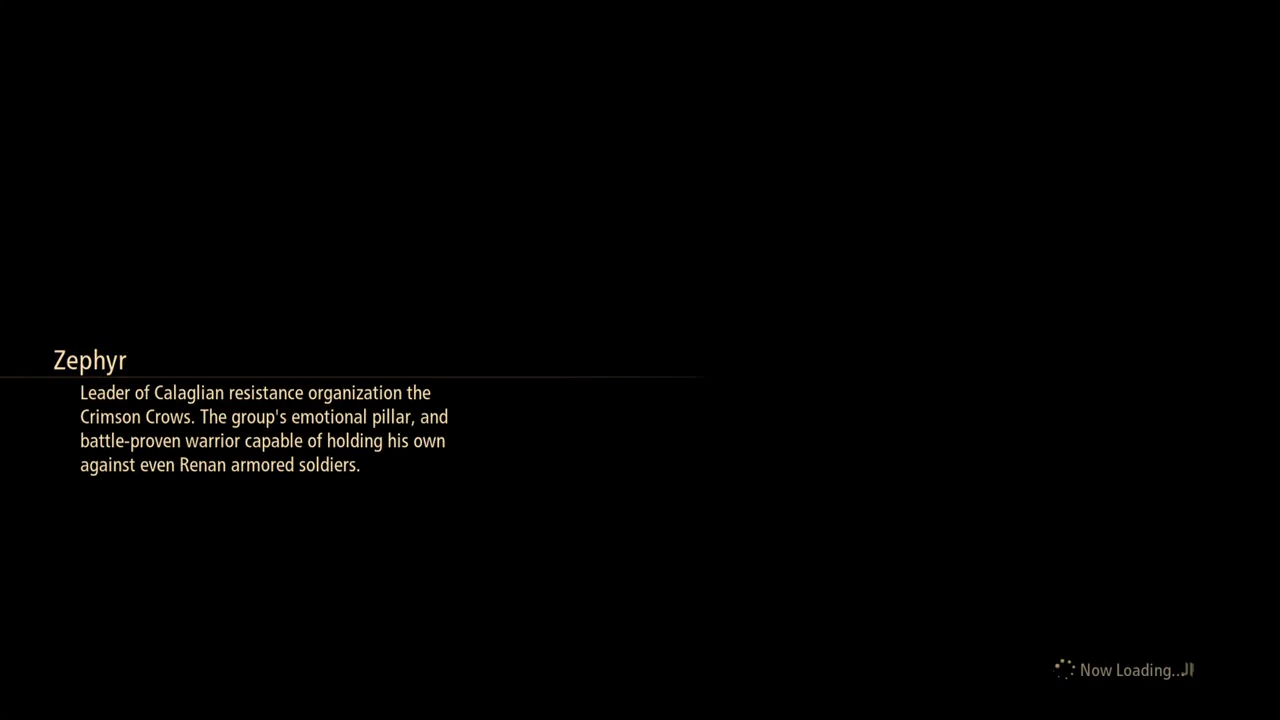 Zephyr
Leader of Calaglian resistance organization the
Crimson Crows. The group's emotional pillar, and
battle-proven warrior capable of holding his own
against even Renan armored soldiers.
Now Loading...